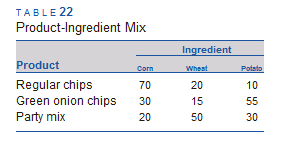 TABLE 22
Product-Ingredient Mix
Ingredient
Product Corn Wheat Potato
Regular chips 70 20 10
Green onion chips 30 15 55
Party mix 20 50 30